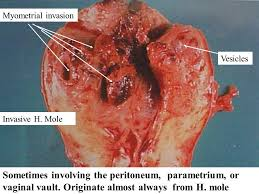 Myometrial invasion
Vesicles
Invasive H. Mole
Sometimes involving the peritoneum, parametrium, or
vaginal vault. Originate almost always from H. mole